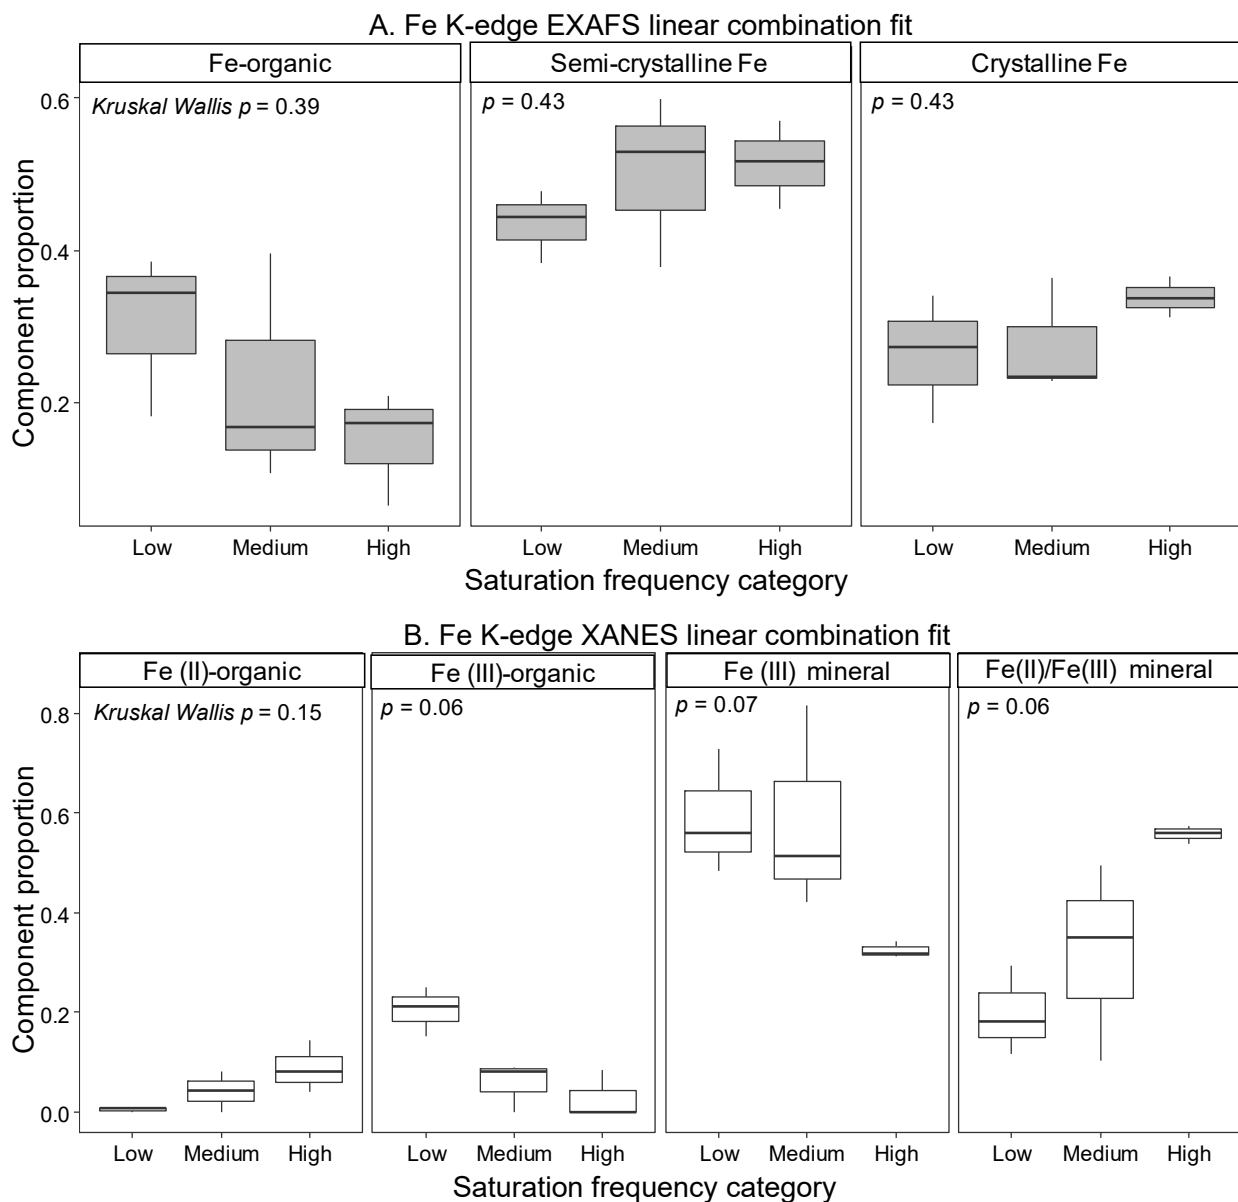 A. Fe K-edge EXAFS linear combination fit
Fe-organic
Semi-crystalline Fe
Crystalline Fe
Kruskal Wallis p = 0.39
p = 0.43
p = 0.43
Component proportion
0.6
0.4
0.2
Low Medium High
Low Medium High
Low Medium High
Saturation frequency category
B. Fe K-edge XANES linear combination fit
Fe (II)-organic
Fe (III)-organic
Fe (III) mineral
Fe(II)/Fe(III) mineral
Kruskal Wallis p = 0.15
p = 0.06
p = 0.07
p = 0.06
Component proportion
0.8
0.6
0.4
0.2
0.0
Low Medium High
Low Medium High
Low Medium High
Low Medium High
Saturation frequency category